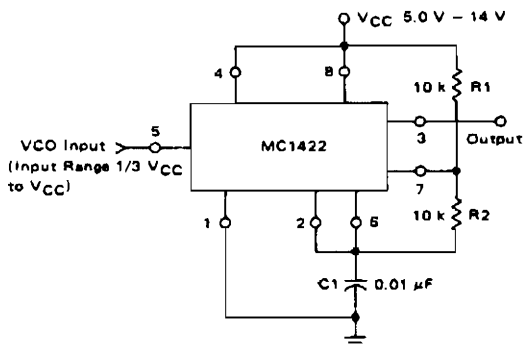 VCC 5.0 V – 14 V
4
8
10 k R1
VCO Input
5
MC1422
3
Output
(Input Range 1/3 VCC
to VCC)
7
1
2
6
10 k R2
C1 0.01 µF